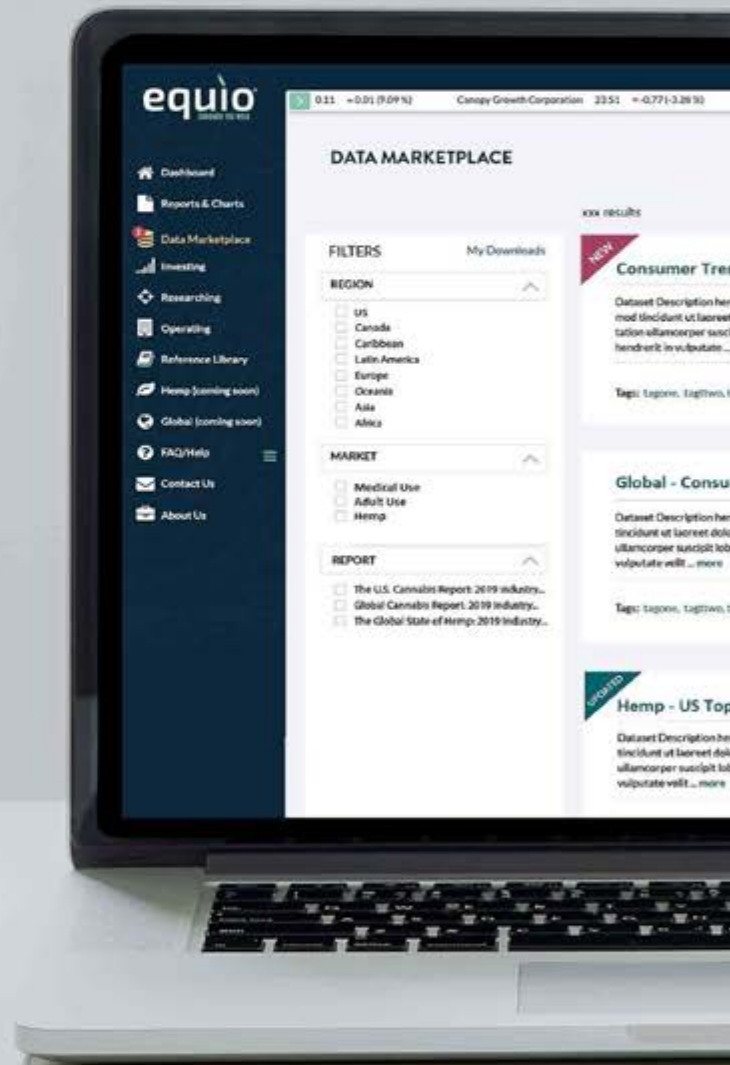 equio
0.11 0.01 (9.09 %) Canopy Growth Corporation 23.51 -0.77 (-3.28 %)
DATA MARKETPLACE
Dashboard
Reports & Charts
Data Marketplace
Investing
Researching
Operating
Reference Library
Hemp (coming soon)
Global (coming soon)
FAQ/Help
Contact Us
About Us
xxx results
FILTERS My Downloads
REGION
US
Canada
Caribbean
Latin America
Europe
Oceania
Asia
Africa
MARKET
Medical Use
Adult Use
Hemp
REPORT
The U.S. Cannabis Report: 2019 Industry...
Global Cannabis Report: 2019 Industry...
The Global State of Hemp: 2019 Industry...
NEW
Consumer Tre
Dataset Description her
mod tincidunt ut laoreet
tation ullamcorper susci
hendrerit in vulputate ...
Tags: tagone, tagtwo,
Global - Consu
Dataset Description her
tincidunt ut laoreet dolo
ullamcorper suscipit lob
vulputate velit ... more
Tags: tagone, tagtwo,
UPDATED
Hemp - US Top
Dataset Description he
tincidunt ut laoreet dolo
ullamcorper suscipit lob
vulputate velit ... more